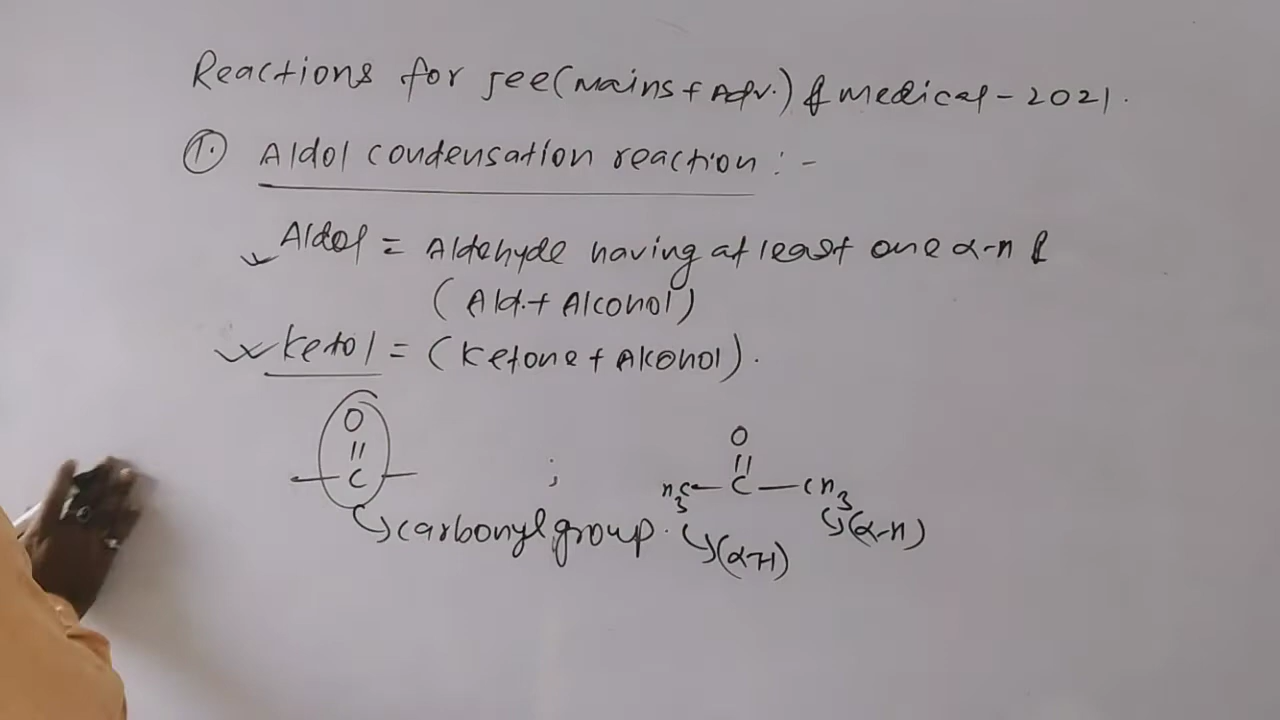 Reactions for Jee(Mains + Adv.) & medical - 2021.
1. Aldol condensation reaction :-
Aldol = Aldehyde having at least one α-H &
(Ald. + Alcohol)
Ketol = (Ketone + Alcohol).
O O
|| ||
— C — ; H3C — C — CH3
carbonyl group. (α-H) (α-H)